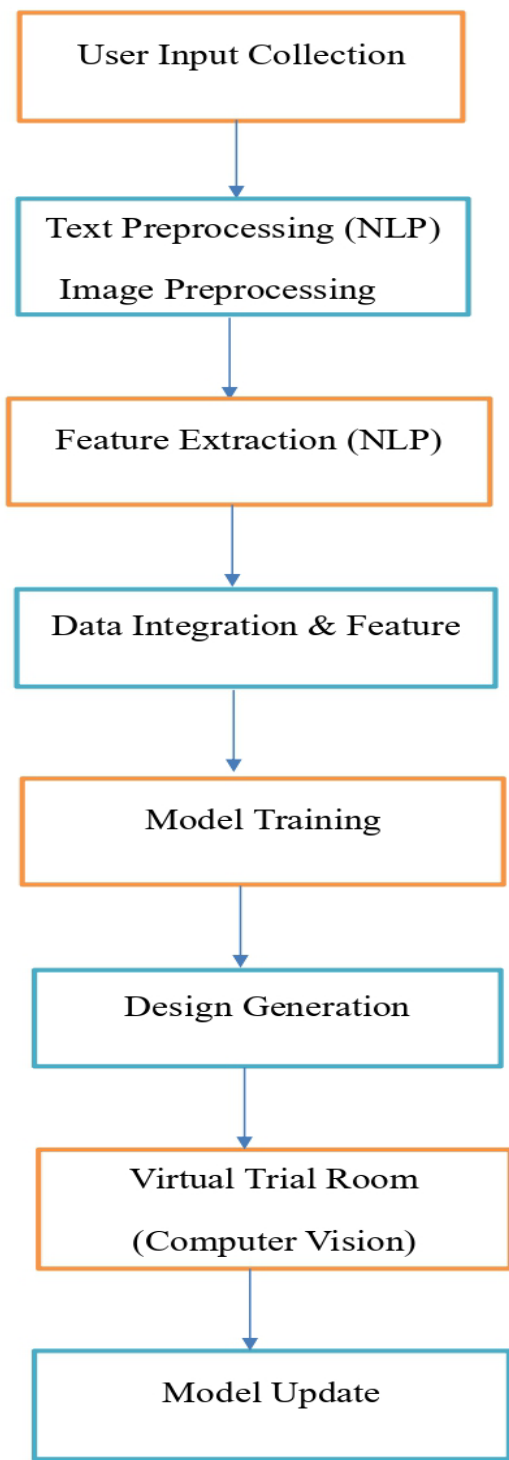 User Input Collection
Text Preprocessing (NLP)
Image Preprocessing
Feature Extraction (NLP)
Data Integration & Feature
Model Training
Design Generation
Virtual Trial Room
(Computer Vision)
Model Update